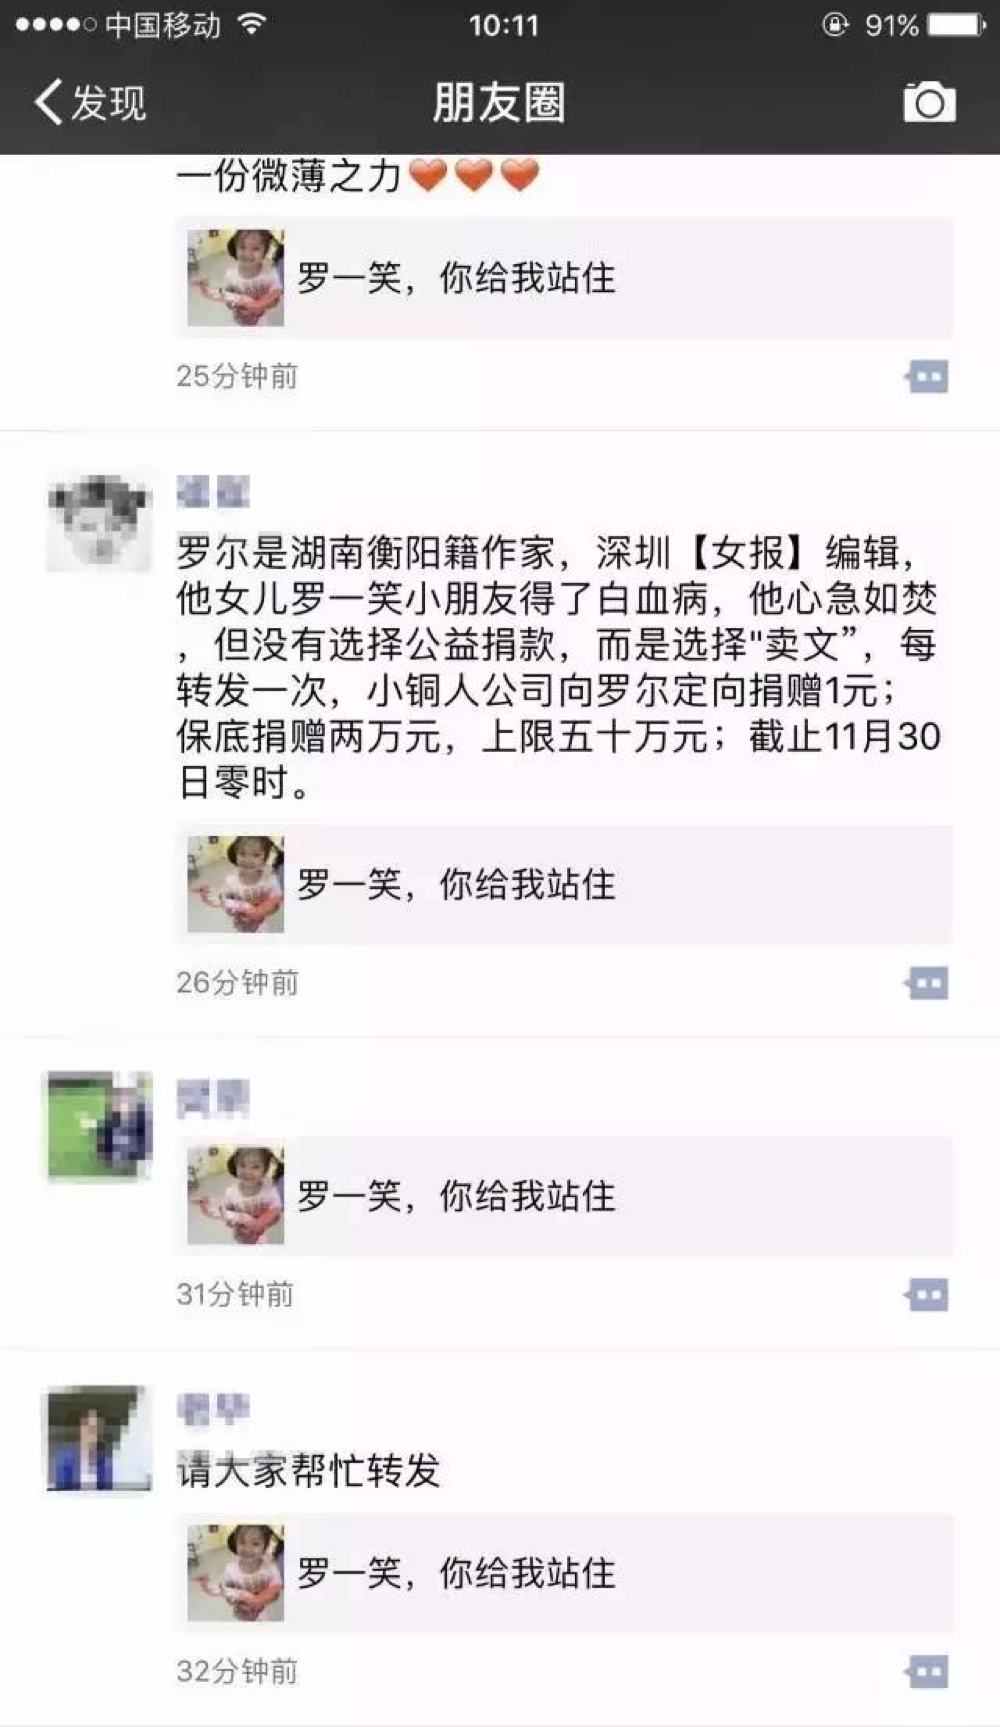 中国移动 10:11 91%
发现 朋友圈
一份微薄之力
罗一笑，你给我站住
25分钟前
罗尔是湖南衡阳籍作家，深圳【女报】编辑，
他女儿罗一笑小朋友得了白血病，他心急如焚
，但没有选择公益捐款，而是选择"卖文”，每
转发一次，小铜人公司向罗尔定向捐赠1元；
保底捐赠两万元，上限五十万元；截止11月30
日零时。
罗一笑，你给我站住
26分钟前
罗一笑，你给我站住
31分钟前
请大家帮忙转发
罗一笑，你给我站住
32分钟前